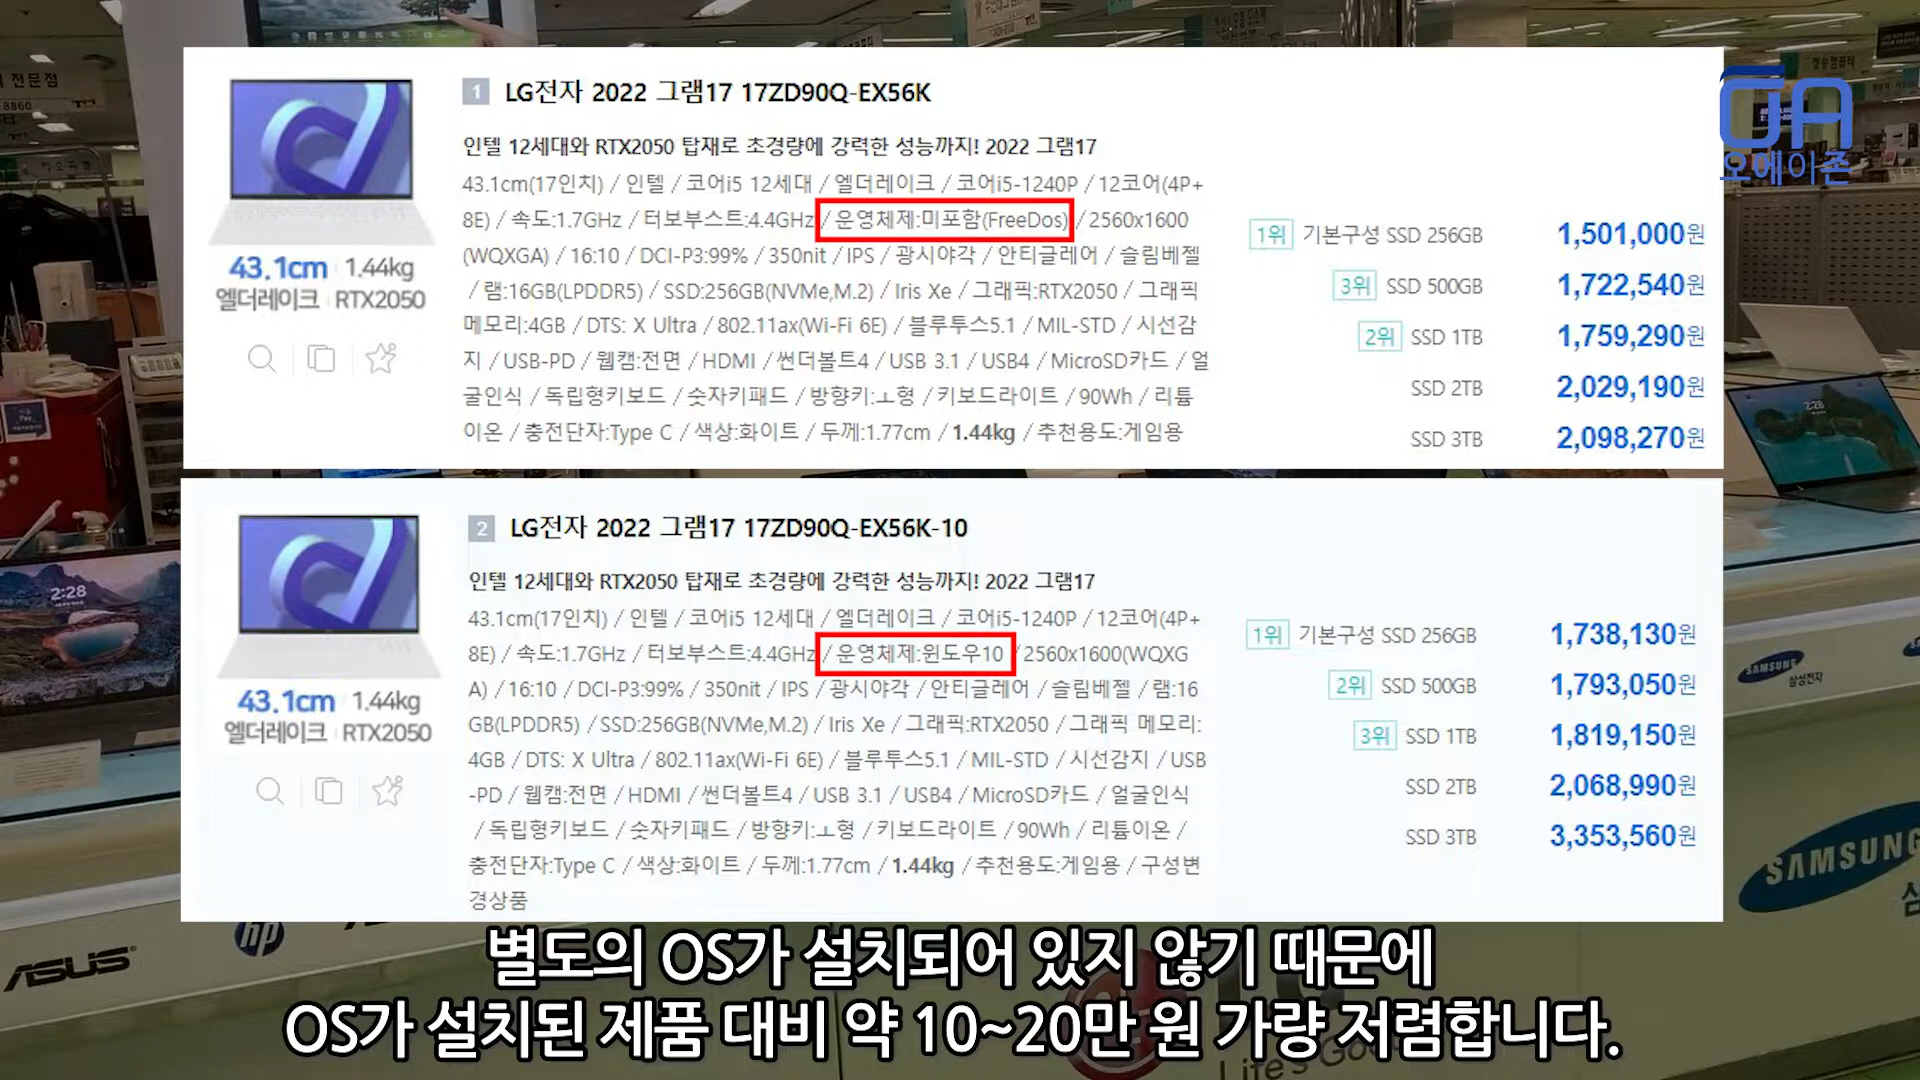 1 LG전자 2022 그램17 17ZD90Q-EX56K
인텔 12세대와 RTX2050 탑재로 초경량에 강력한 성능까지! 2022 그램17
43.1cm(17인치) / 인텔 / 코어i5 12세대 / 엘더레이크 / 코어i5-1240P / 12코어(4P+
8E) / 속도:1.7GHz / 터보부스트:4.4GHz / 운영체제:미포함(FreeDos) / 2560x1600
(WQXGA) / 16:10 / DCI-P3:99% / 350nit / IPS / 광시야각 / 안티글레어 / 슬림베젤
/ 램:16GB(LPDDR5) / SSD:256GB(NVMe,M.2) / Iris Xe / 그래픽:RTX2050 / 그래픽
메모리:4GB / DTS: X Ultra / 802.11ax(Wi-Fi 6E) / 블루투스5.1 / MIL-STD / 시선감
지 / USB-PD / 웹캠:전면 / HDMI / 썬더볼트4 / USB 3.1 / USB4 / MicroSD카드 / 얼
굴인식 / 독립형키보드 / 숫자키패드 / 방향키:ㅗ형 / 키보드라이트 / 90Wh / 리튬
이온 / 충전단자:Type C / 색상:화이트 / 두께:1.77cm / 1.44kg / 추천용도:게임용
43.1cm 1.44kg
엘더레이크 RTX2050
1위 기본구성 SSD 256GB 1,501,000원
3위 SSD 500GB 1,722,540원
2위 SSD 1TB 1,759,290원
SSD 2TB 2,029,190원
SSD 3TB 2,098,270원
OA
오에이존
2 LG전자 2022 그램17 17ZD90Q-EX56K-10
인텔 12세대와 RTX2050 탑재로 초경량에 강력한 성능까지! 2022 그램17
43.1cm(17인치) / 인텔 / 코어i5 12세대 / 엘더레이크 / 코어i5-1240P / 12코어(4P+
8E) / 속도:1.7GHz / 터보부스트:4.4GHz / 운영체제:윈도우10 / 2560x1600(WQXG
A) / 16:10 / DCI-P3:99% / 350nit / IPS / 광시야각 / 안티글레어 / 슬림베젤 / 램:16
GB(LPDDR5) / SSD:256GB(NVMe,M.2) / Iris Xe / 그래픽:RTX2050 / 그래픽 메모리:
4GB / DTS: X Ultra / 802.11ax(Wi-Fi 6E) / 블루투스5.1 / MIL-STD / 시선감지 / USB
-PD / 웹캠:전면 / HDMI / 썬더볼트4 / USB 3.1 / USB4 / MicroSD카드 / 얼굴인식
/ 독립형키보드 / 숫자키패드 / 방향키:ㅗ형 / 키보드라이트 / 90Wh / 리튬이온 /
충전단자:Type C / 색상:화이트 / 두께:1.77cm / 1.44kg / 추천용도:게임용 / 구성변
경상품
43.1cm 1.44kg
엘더레이크 RTX2050
1위 기본구성 SSD 256GB 1,738,130원
2위 SSD 500GB 1,793,050원
3위 SSD 1TB 1,819,150원
SSD 2TB 2,068,990원
SSD 3TB 3,353,560원
전문점
8860
2:28
2:28
SAMSUNG
삼성전자
SAMSUNG
ASUS
hp
Life's
별도의 OS가 설치되어 있지 않기 때문에
OS가 설치된 제품 대비 약 10~20만 원 가량 저렴합니다.